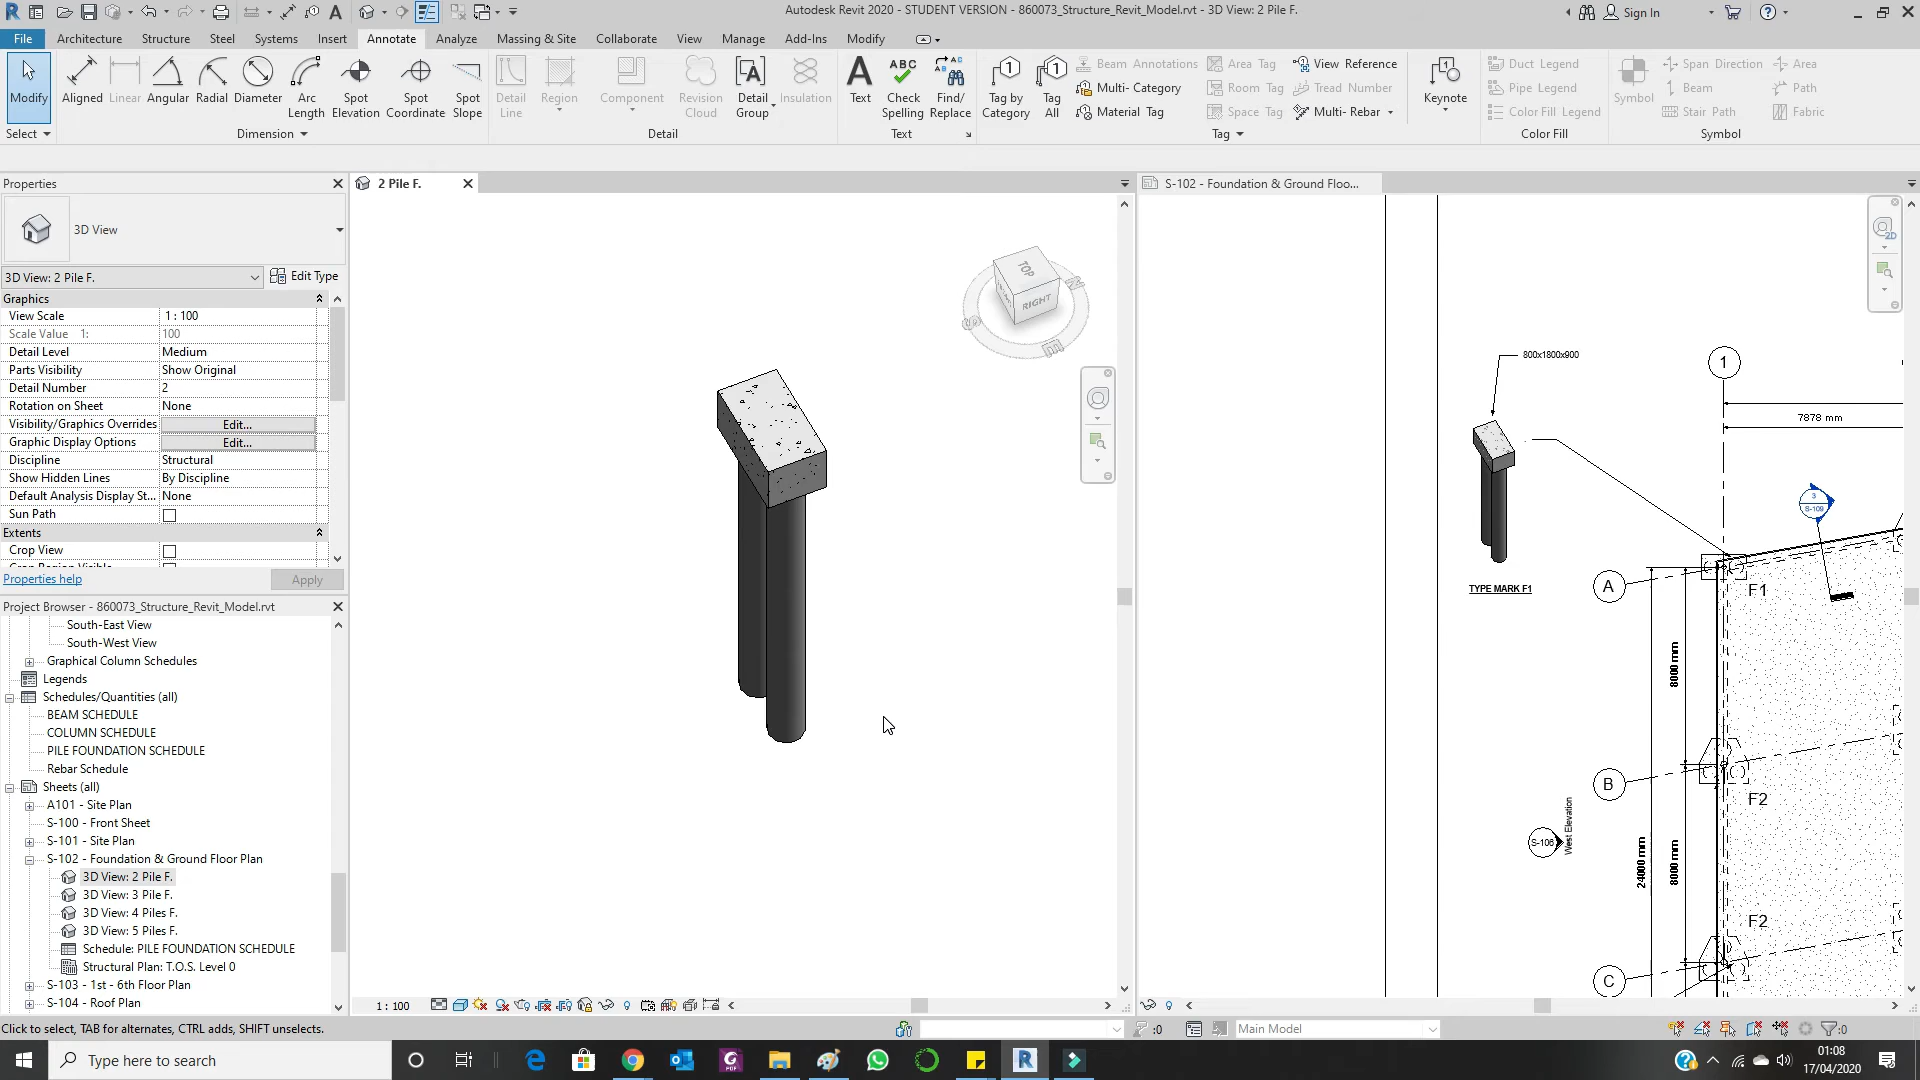 Autodesk Revit 2020 - STUDENT VERSION - 860073_Structure_Revit_Model.rvt - 3D View: 2 Pile F.
Sign In
File Architecture Structure Steel Systems Insert Annotate Analyze Massing & Site Collaborate View Manage Add-Ins Modify
Modify
Select
Aligned Linear Angular Radial Diameter Arc Length Spot Elevation Spot Coordinate Spot Slope
Dimension
Detail Line Region Component Revision Cloud Detail Group Insulation
Detail
Text Check Spelling Find/ Replace
Text
Tag by Category Tag All
Beam Annotations Area Tag View Reference
Multi- Category Room Tag Tread Number
Material Tag Space Tag Multi- Rebar
Tag
Keynote
Duct Legend
Pipe Legend
Color Fill Legend
Color Fill
Symbol
Span Direction Area
Beam Path
Stair Path Fabric
Symbol
Properties
3D View
3D View: 2 Pile F. Edit Type
Graphics
View Scale 1 : 100
Scale Value 1: 100
Detail Level Medium
Parts Visibility Show Original
Detail Number 2
Rotation on Sheet None
Visibility/Graphics Overrides Edit...
Graphic Display Options Edit...
Discipline Structural
Show Hidden Lines By Discipline
Default Analysis Display St... None
Sun Path
Extents
Crop View
Properties help Apply
Project Browser - 860073_Structure_Revit_Model.rvt
South-East View
South-West View
Graphical Column Schedules
Legends
Schedules/Quantities (all)
BEAM SCHEDULE
COLUMN SCHEDULE
PILE FOUNDATION SCHEDULE
Rebar Schedule
Sheets (all)
A101 - Site Plan
S-100 - Front Sheet
S-101 - Site Plan
S-102 - Foundation & Ground Floor Plan
3D View: 2 Pile F.
3D View: 3 Pile F.
3D View: 4 Piles F.
3D View: 5 Piles F.
Schedule: PILE FOUNDATION SCHEDULE
Structural Plan: T.O.S. Level 0
S-103 - 1st - 6th Floor Plan
S-104 - Roof Plan
2 Pile F.
TOP
RIGHT
N
S
E
1 : 100
S-102 - Foundation & Ground Floo...
2D
800x1800x900
1
7878 mm
3
S-109
TYPE MARK F1
A
F1
8000 mm
B
F2
S-106
West Elevation
24000 mm
8000 mm
F2
C
Click to select, TAB for alternates, CTRL adds, SHIFT unselects.
:0
Main Model
:0
Type here to search
01:08
17/04/2020